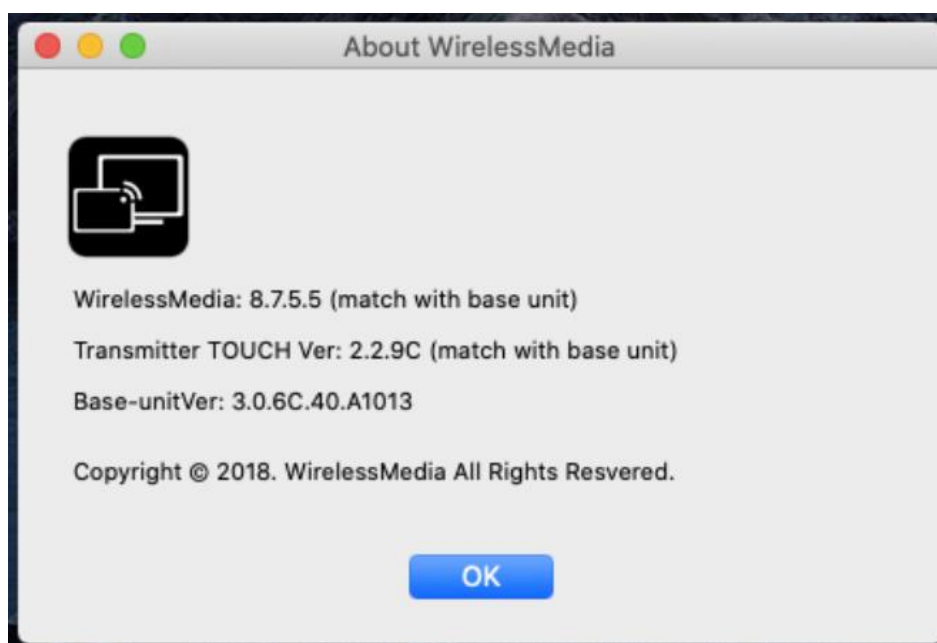 About WirelessMedia
WirelessMedia: 8.7.5.5 (match with base unit)
Transmitter TOUCH Ver: 2.2.9C (match with base unit)
Base-unitVer: 3.0.6C.40.A1013
Copyright © 2018. WirelessMedia All Rights Resvered.
OK